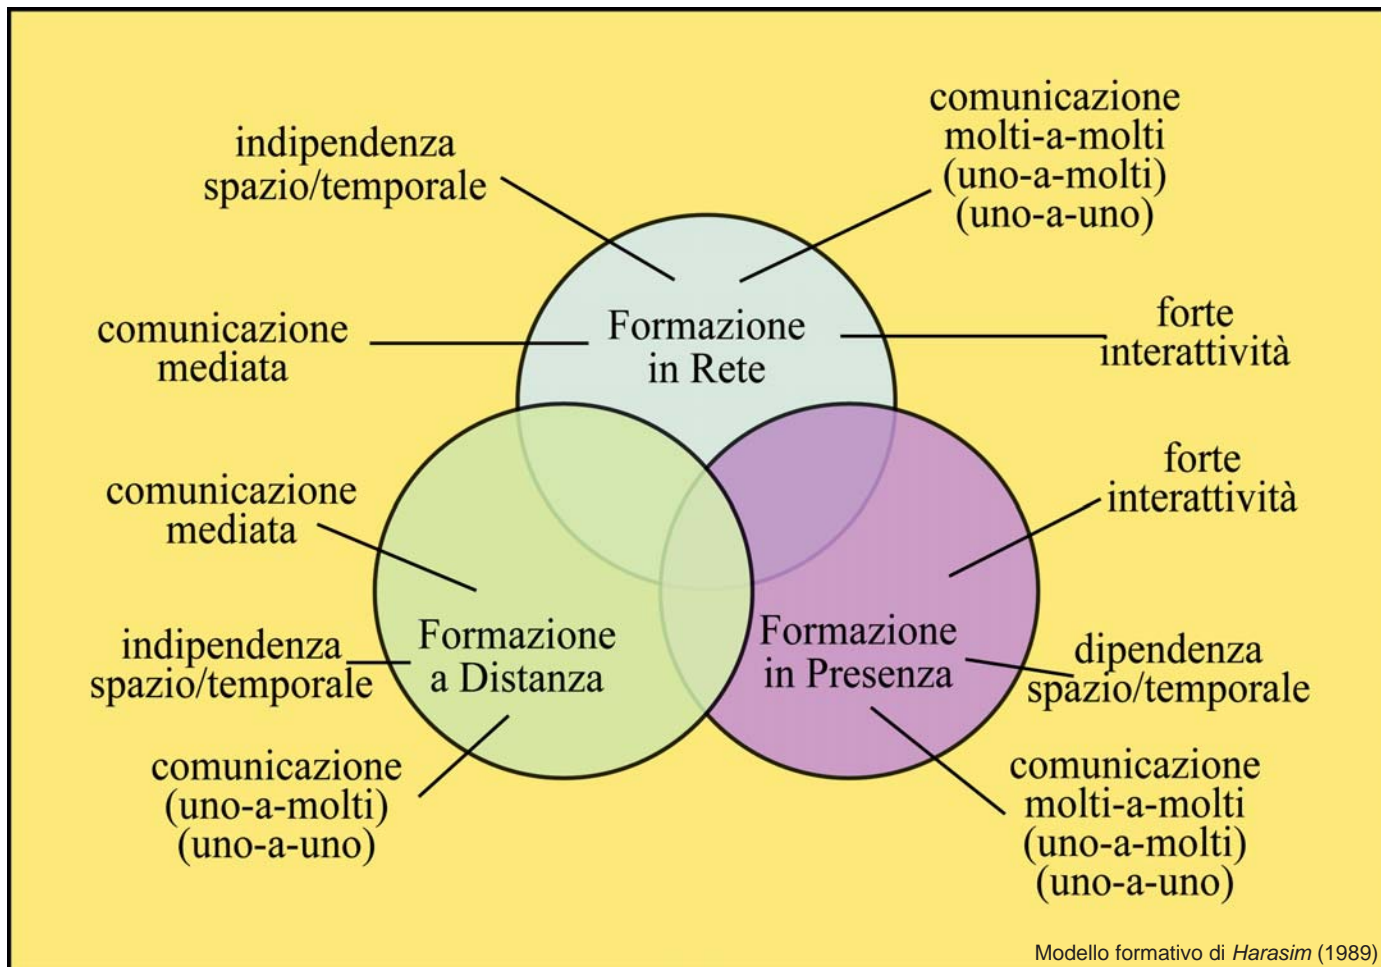 indipendenza
spazio/temporale
comunicazione
molti-a-molti
(uno-a-molti)
(uno-a-uno)
comunicazione
mediata
Formazione
in Rete
forte
interattività
comunicazione
mediata
forte
interattività
indipendenza
spazio/temporale
Formazione
a Distanza
Formazione
in Presenza
dipendenza
spazio/temporale
comunicazione
(uno-a-molti)
(uno-a-uno)
comunicazione
molti-a-molti
(uno-a-molti)
(uno-a-uno)
Modello formativo di Harasim (1989)